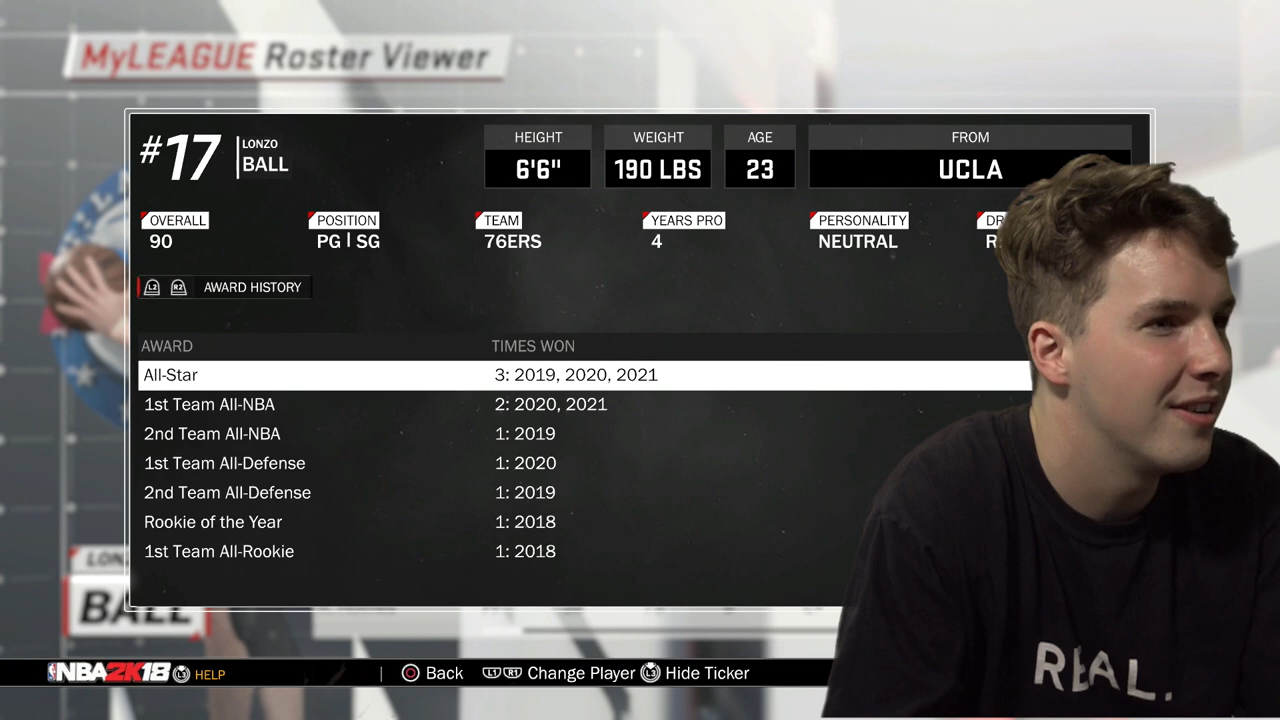 MyLEAGUE Roster Viewer
#17 LONZO BALL
HEIGHT WEIGHT AGE FROM
6'6" 190 LBS 23 UCLA
OVERALL POSITION TEAM YEARS PRO PERSONALITY
90 PG | SG 76ERS 4 NEUTRAL
L2 R2 AWARD HISTORY
AWARD TIMES WON
All-Star 3: 2019, 2020, 2021
1st Team All-NBA 2: 2020, 2021
2nd Team All-NBA 1: 2019
1st Team All-Defense 1: 2020
2nd Team All-Defense 1: 2019
Rookie of the Year 1: 2018
1st Team All-Rookie 1: 2018
BALL
REAL.
NBA2K18 L3 HELP | Back L1 R1 Change Player L3 Hide Ticker